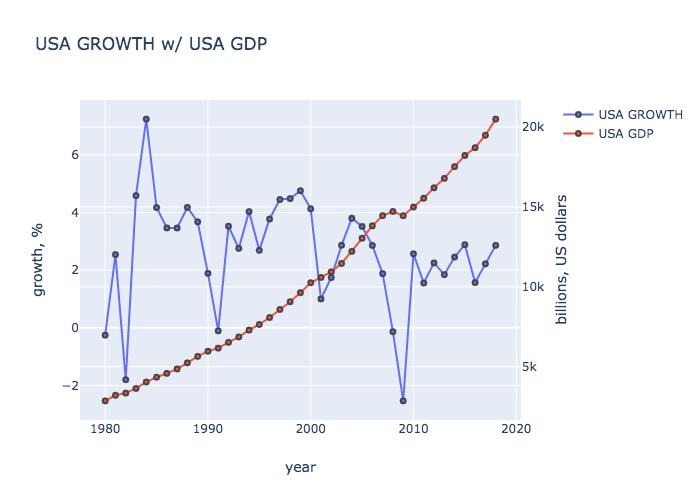 USA GROWTH w/ USA GDP
USA GROWTH
USA GDP
6
4
2
0
−2
growth, %
20k
15k
10k
5k
billions, US dollars
1980
1990
2000
2010
2020
year